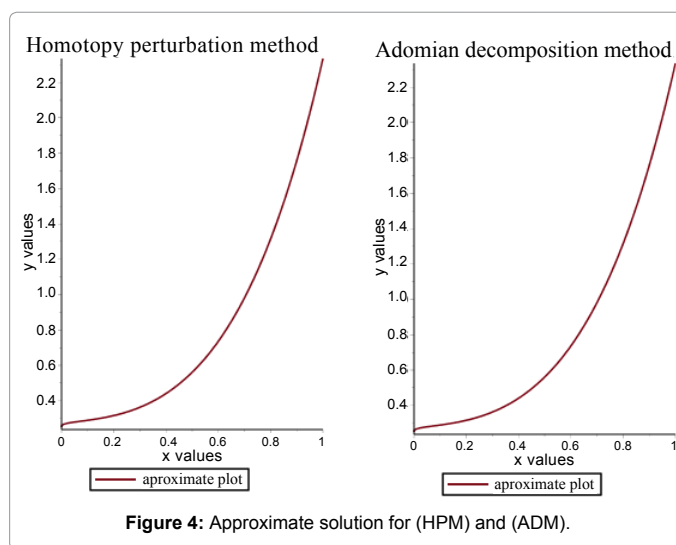 Homotopy perturbation method
2.2
2.0
1.8
1.6
1.4
1.2
1.0
0.8
0.6
0.4
y values
0 0.2 0.4 0.6 0.8 1
x values
aproximate plot
Adomian decomposition method
2.2
2.0
1.8
1.6
1.4
1.2
1.0
0.8
0.6
0.4
y values
0 0.2 0.4 0.6 0.8 1
x values
aproximate plot
Figure 4: Approximate solution for (HPM) and (ADM).